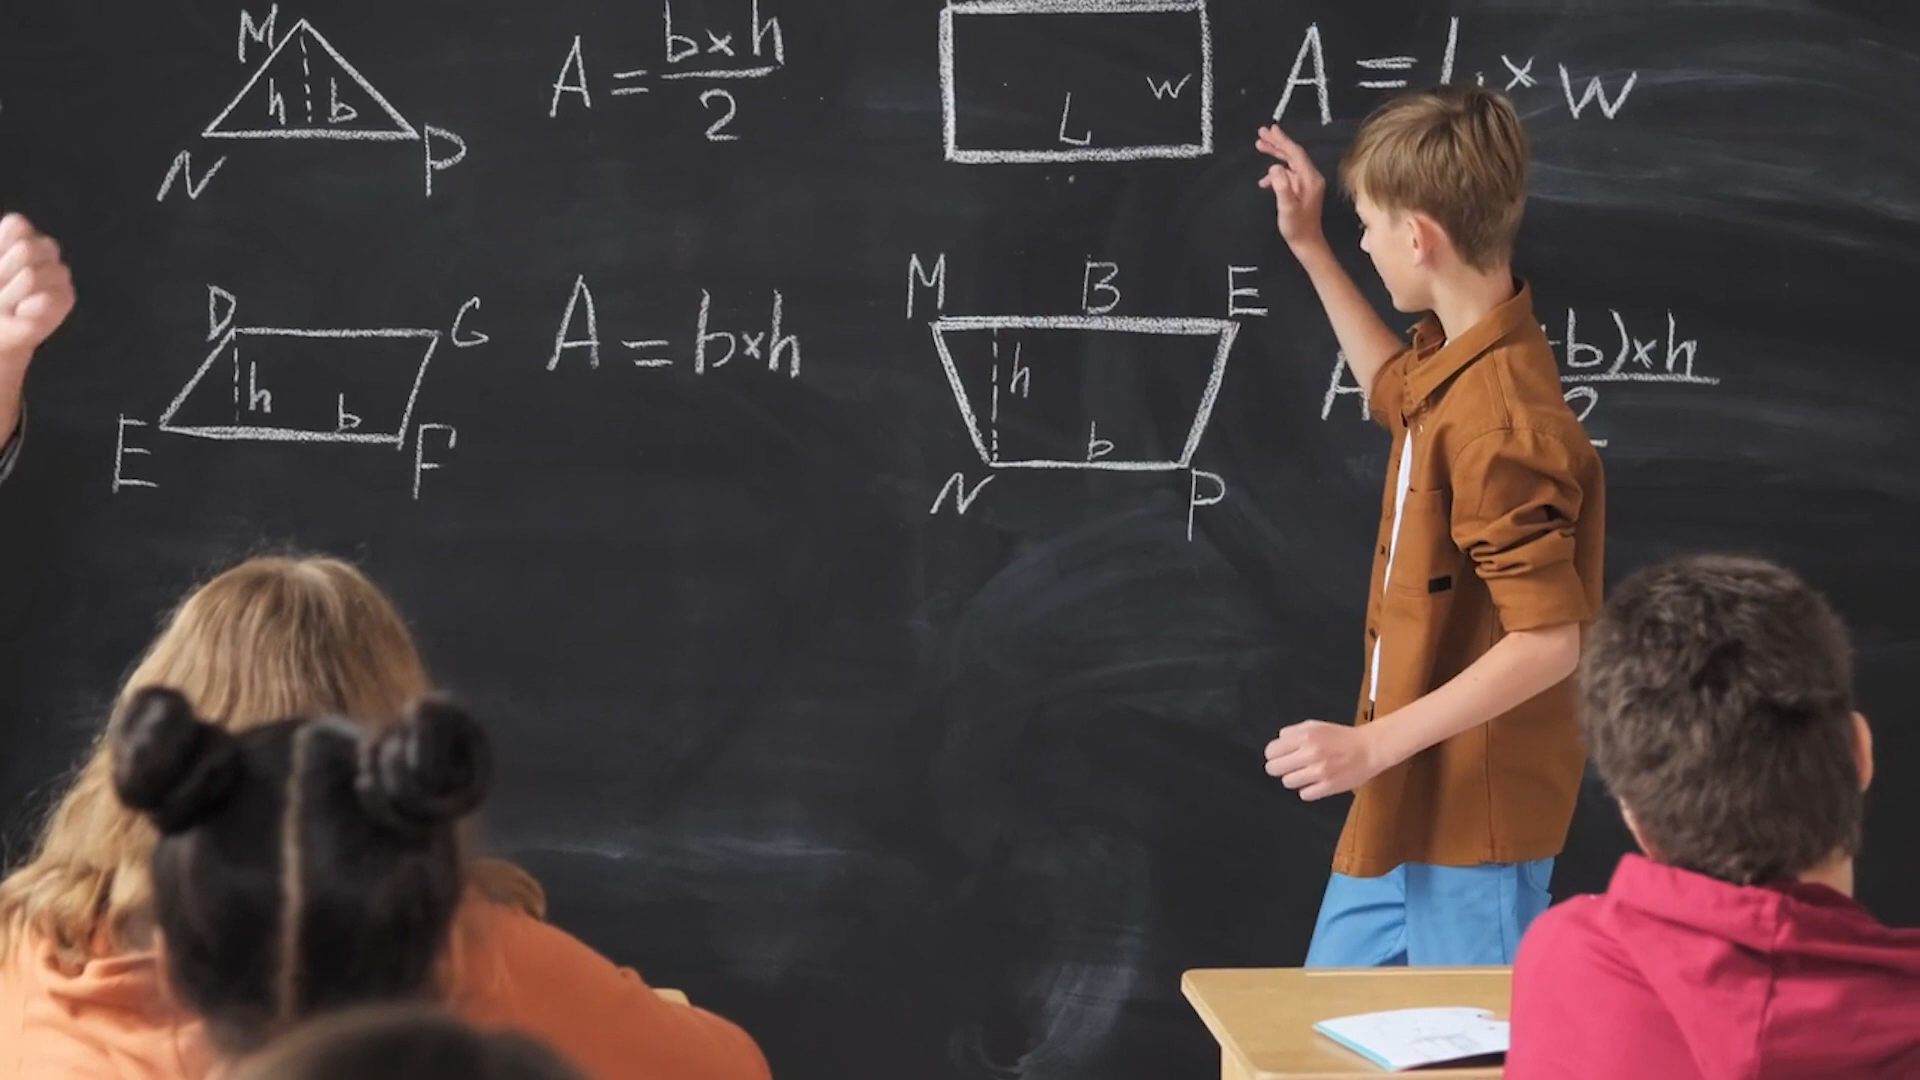 M
h b
N P
A = b×h
2
W
L
A = L × W
D G
h b
E F
A = b×h
M B E
h
b
N P
A
b)×h
2